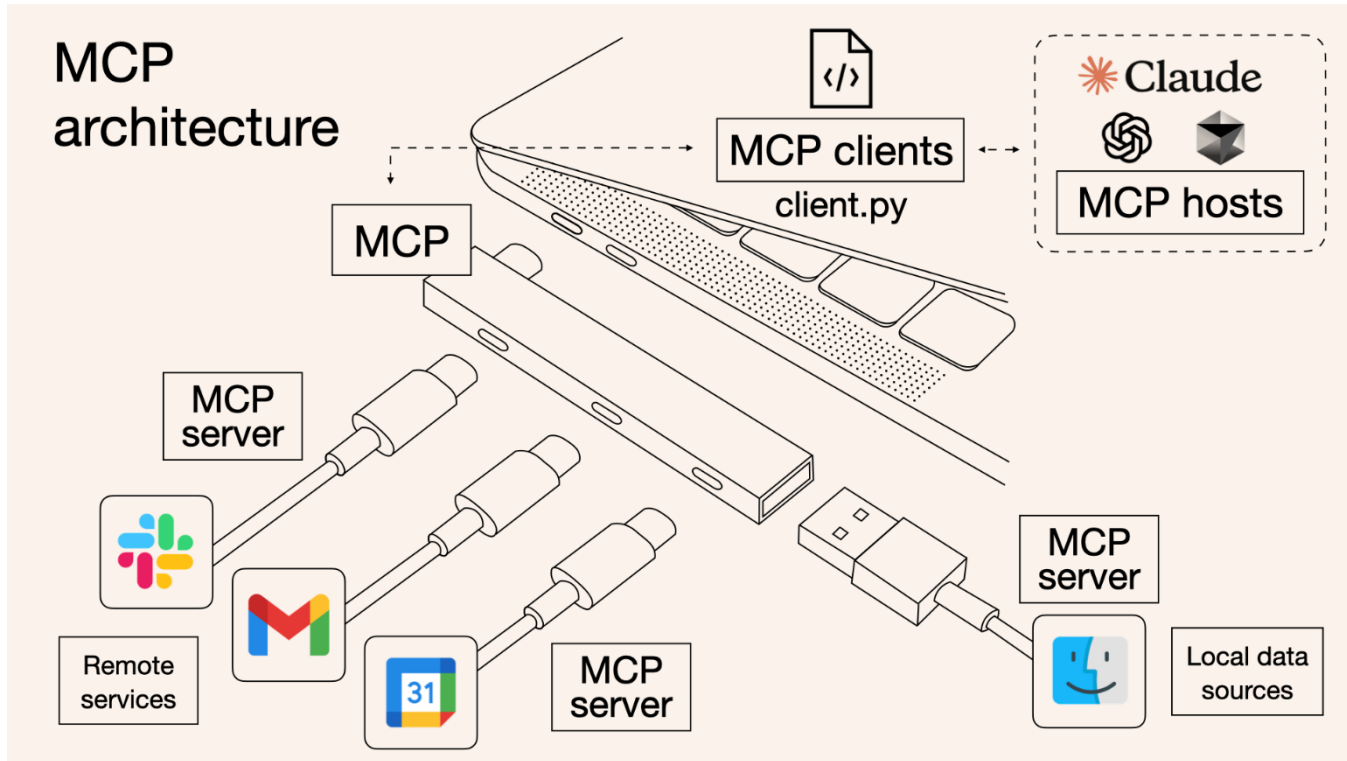 MCP
architecture
</>
MCP clients
client.py
Claude
MCP hosts
MCP
MCP
server
Remote
services
31
MCP
server
MCP
server
Local data
sources